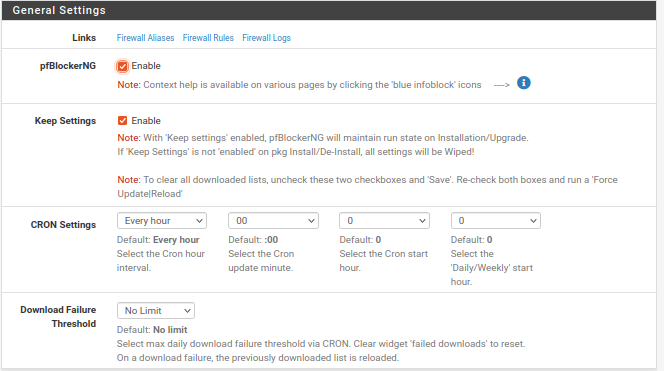 General Settings
Links Firewall Aliases Firewall Rules Firewall Logs
pfBlockerNG Enable
Note: Context help is available on various pages by clicking the 'blue infoblock' icons ----> i
Keep Settings Enable
Note: With 'Keep settings' enabled, pfBlockerNG will maintain run state on Installation/Upgrade.
If 'Keep Settings' is not 'enabled' on pkg Install/De-Install, all settings will be Wiped!
Note: To clear all downloaded lists, uncheck these two checkboxes and 'Save'. Re-check both boxes and run a 'Force
Update|Reload'
CRON Settings Every hour 00 0 0
Default: Every hour Default: :00 Default: 0 Default: 0
Select the Cron hour Select the Cron Select the Cron start Select the
interval. update minute. hour. 'Daily/Weekly' start
hour.
Download Failure No Limit
Threshold Default: No limit
Select max daily download failure threshold via CRON. Clear widget 'failed downloads' to reset.
On a download failure, the previously downloaded list is reloaded.